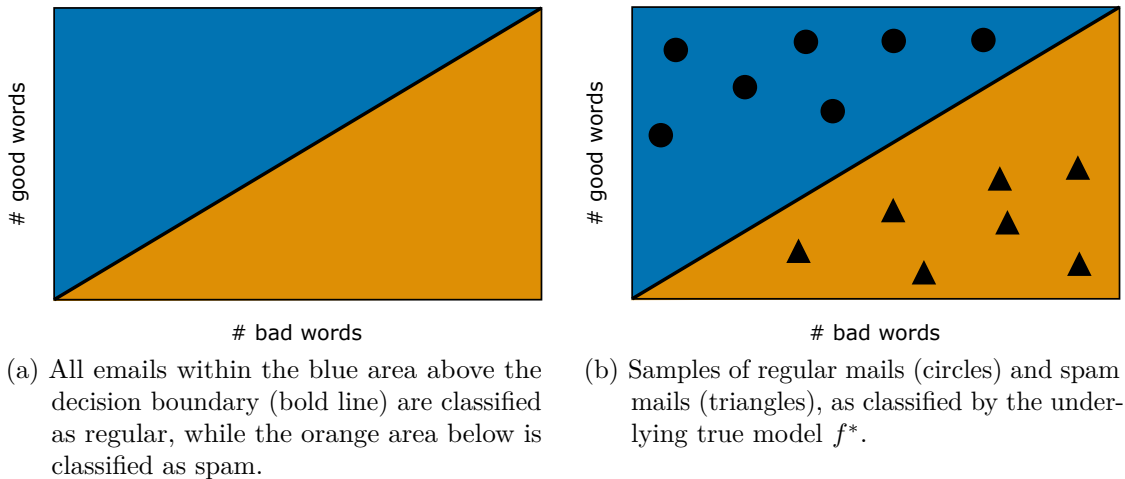 # good words
# bad words
(a) All emails within the blue area above the
decision boundary (bold line) are classified
as regular, while the orange area below is
classified as spam.
# good words
# bad words
(b) Samples of regular mails (circles) and spam
mails (triangles), as classified by the under-
lying true model f*.